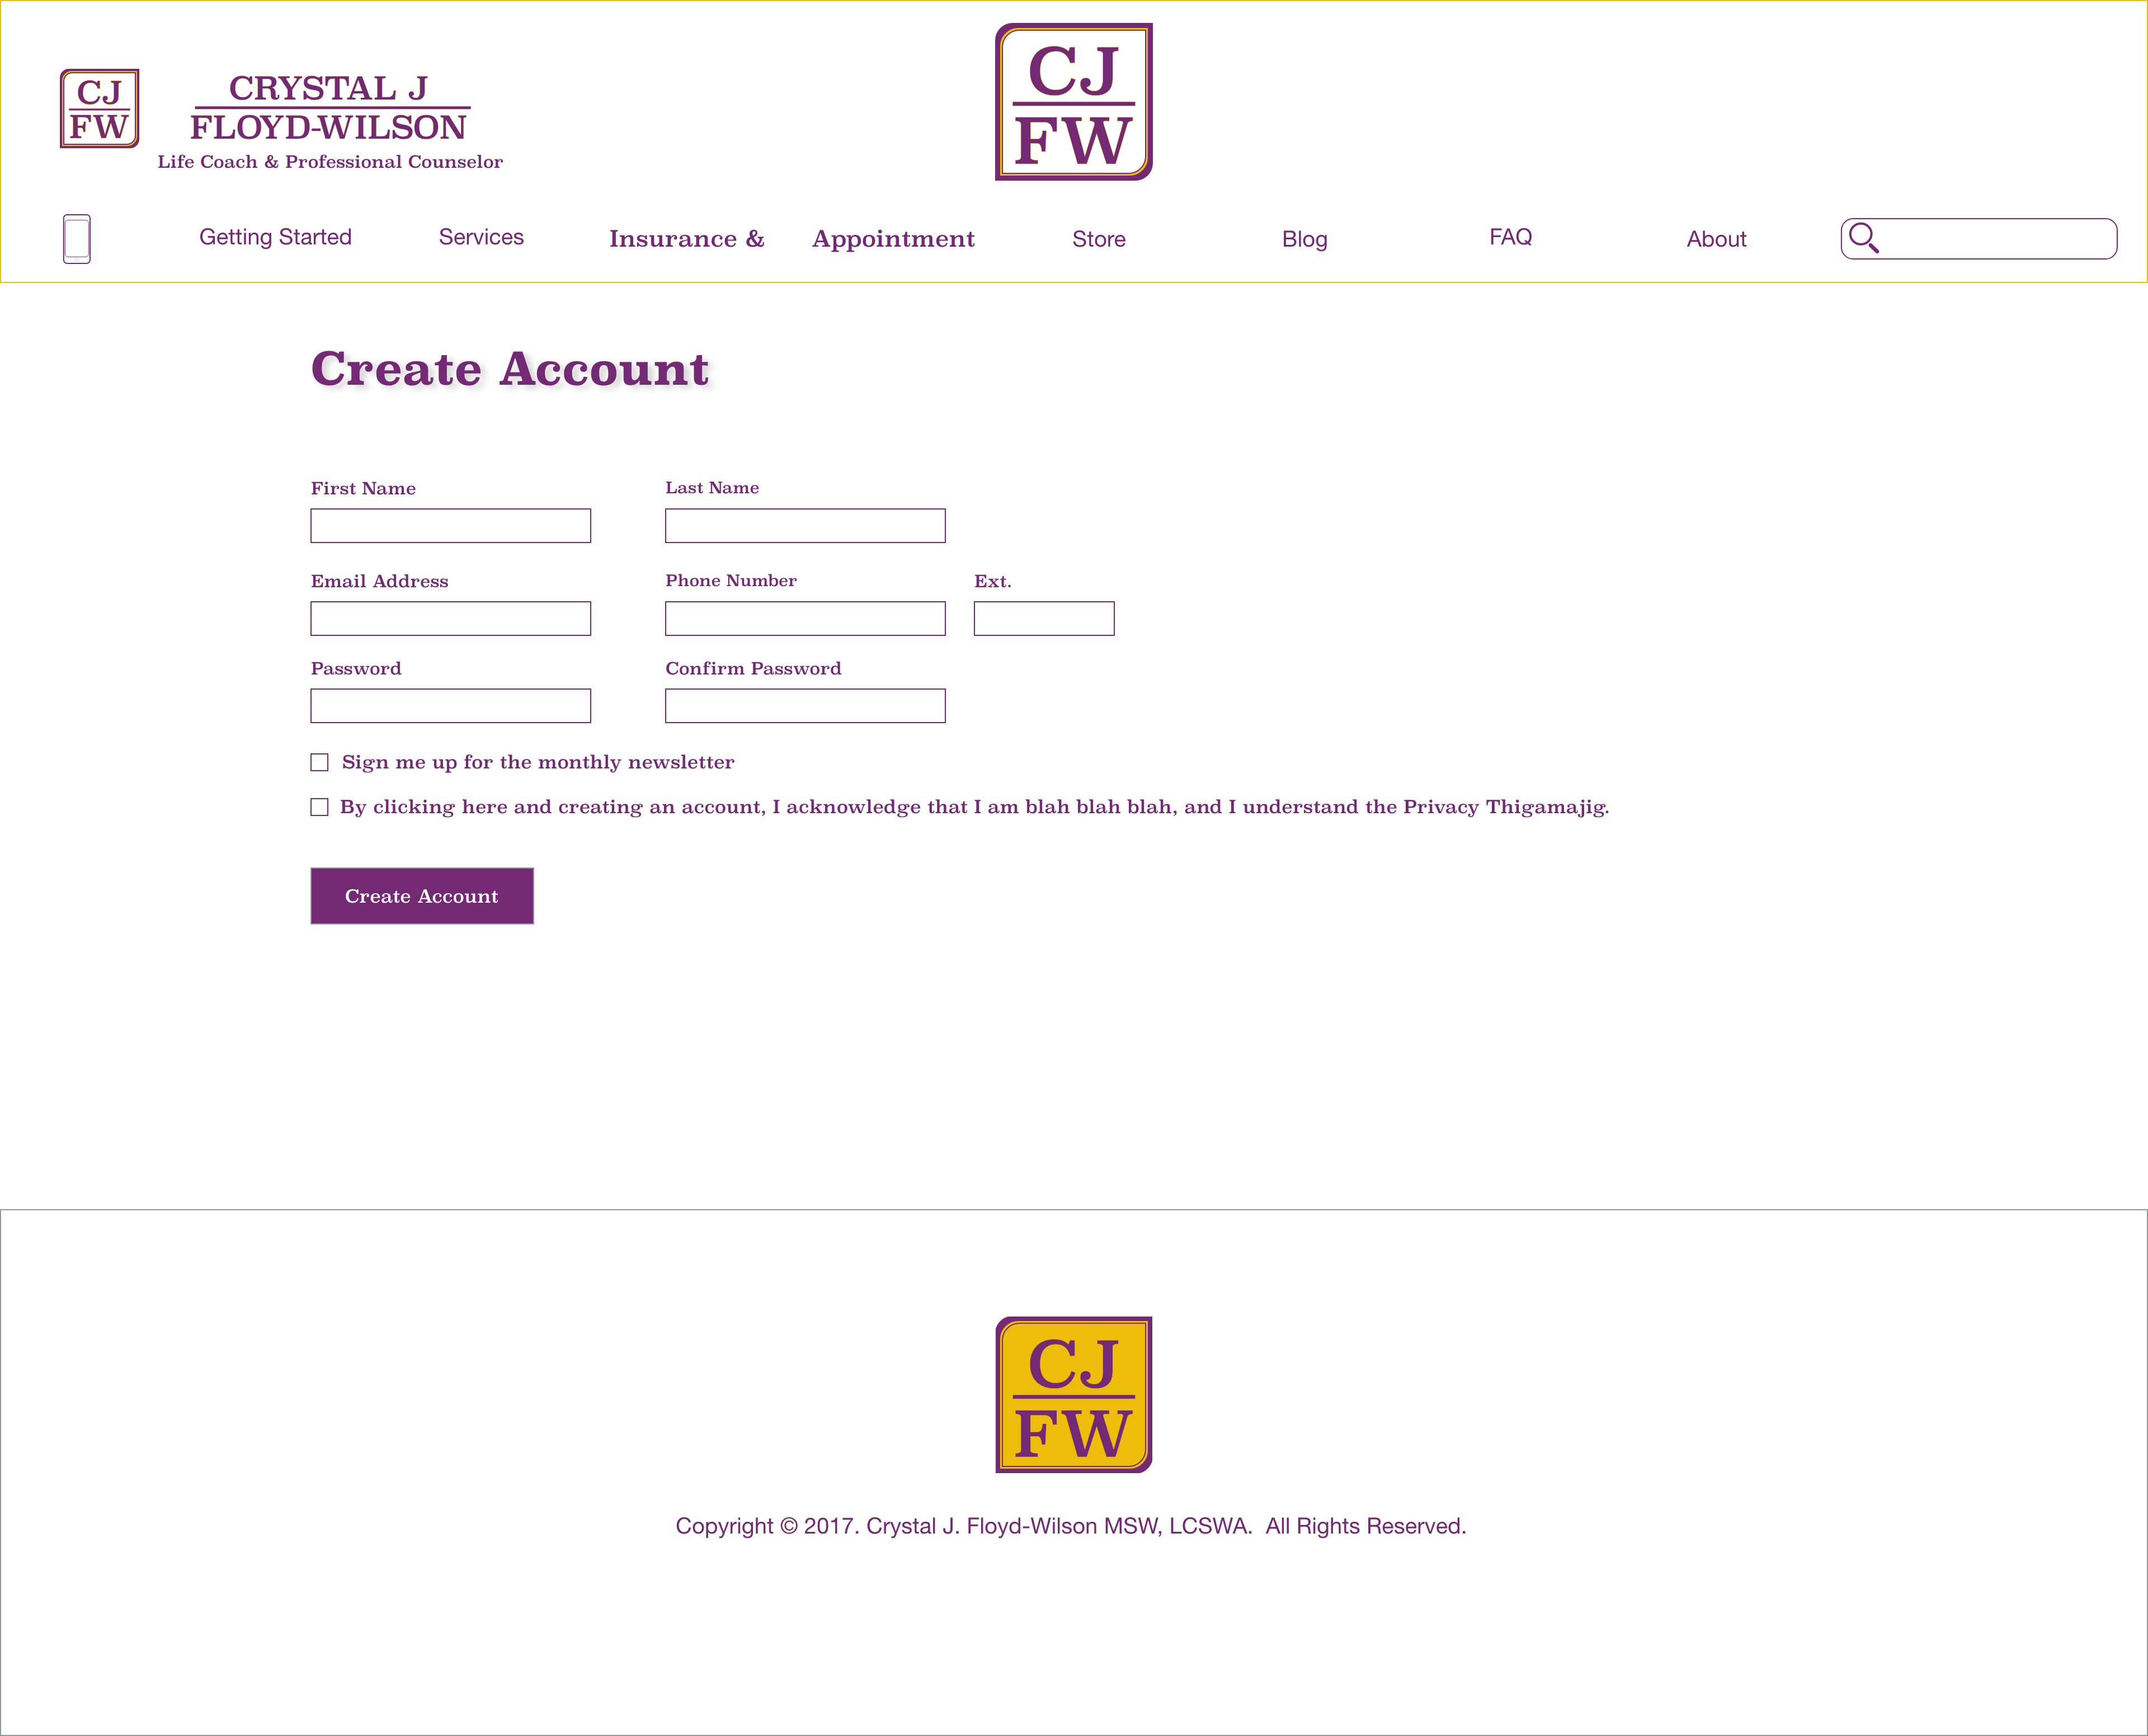 CJ
FW
CRYSTAL J
FLOYD-WILSON
Life Coach & Professional Counselor
CJ
FW
Getting Started Services Insurance & Appointment Store Blog FAQ About
Create Account
First Name Last Name
Email Address Phone Number Ext.
Password Confirm Password
Sign me up for the monthly newsletter
By clicking here and creating an account, I acknowledge that I am blah blah blah, and I understand the Privacy Thigamajig.
Create Account
CJ
FW
Copyright © 2017. Crystal J. Floyd-Wilson MSW, LCSWA.  All Rights Reserved.